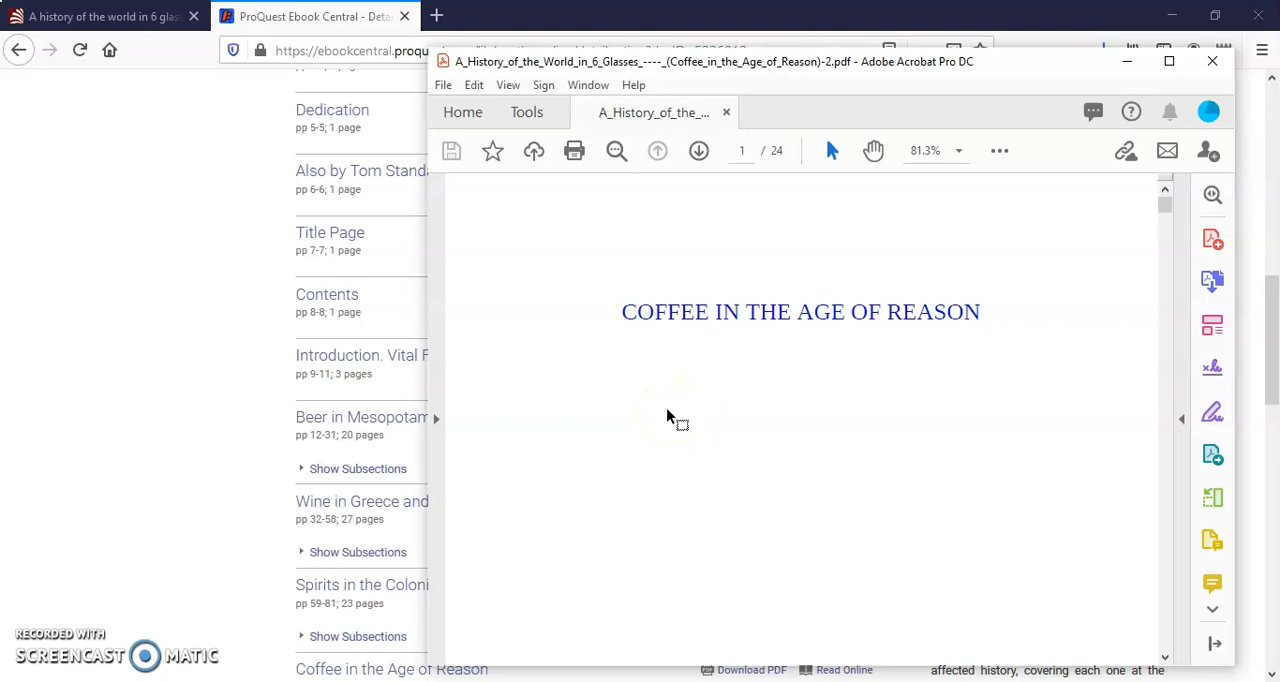 A history of the world in 6 glas
ProQuest Ebook Central - Deta
https://ebookcentral.proqu
Dedication
pp 5-5; 1 page
Also by Tom Stand
pp 6-6; 1 page
Title Page
pp 7-7; 1 page
Contents
pp 8-8; 1 page
Introduction. Vital F
pp 9-11; 3 pages
Beer in Mesopotam
pp 12-31; 20 pages
Show Subsections
Wine in Greece and
pp 32-58; 27 pages
Show Subsections
Spirits in the Coloni
pp 59-81; 23 pages
Show Subsections
Coffee in the Age of Reason
Download PDF
Read Online
affected history, covering each one at the
A_History_of_the_World_in_6_Glasses_----_(Coffee_in_the_Age_of_Reason)-2.pdf - Adobe Acrobat Pro DC
File Edit View Sign Window Help
Home Tools A_History_of_the_...
1 / 24 81.3%
COFFEE IN THE AGE OF REASON
RECORDED WITH
SCREENCAST MATIC